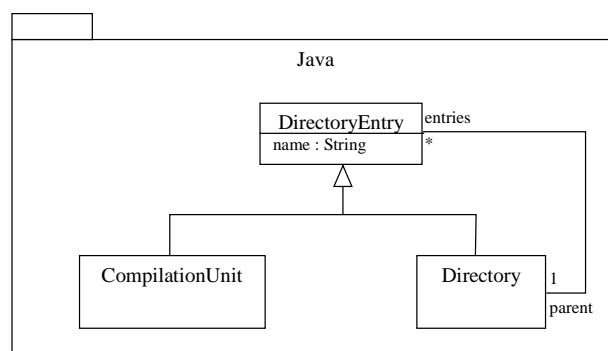 Java
DirectoryEntry
entries
name : String
*
CompilationUnit
Directory
1
parent